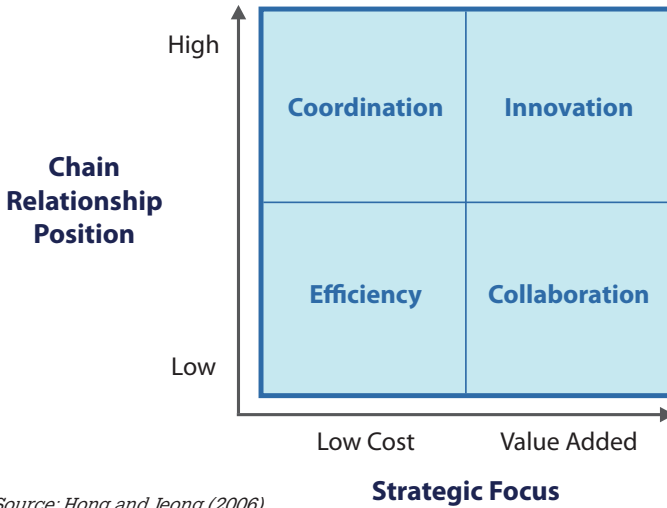 High
Coordination Innovation
Chain
Relationship
Position
Efficiency Collaboration
Low
Low Cost Value Added
Strategic Focus
Source: Hong and Jeong (2006)